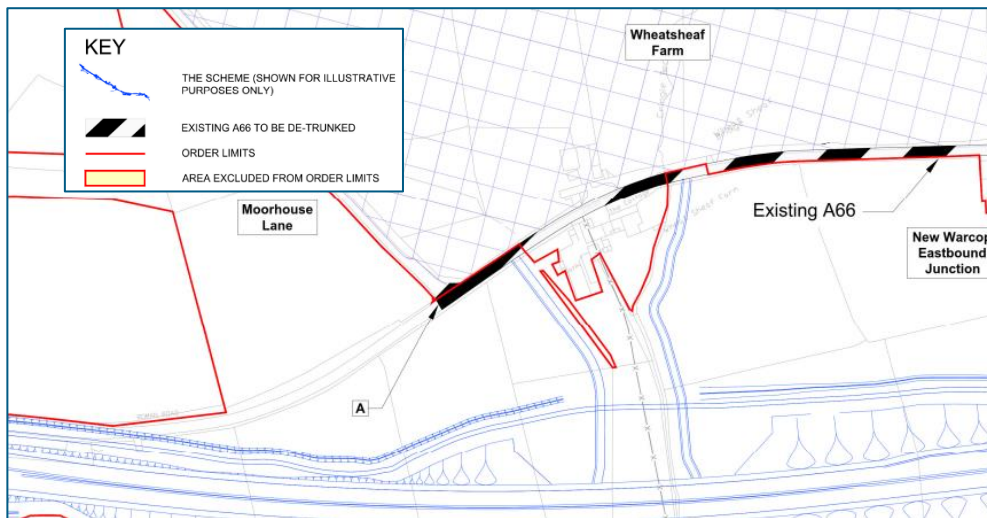 KEY
THE SCHEME (SHOWN FOR ILLUSTRATIVE
PURPOSES ONLY)
EXISTING A66 TO BE DE-TRUNKED
ORDER LIMITS
AREA EXCLUDED FROM ORDER LIMITS
Wheatsheaf
Farm
Moorhouse
Lane
Existing A66
New Warcop
Eastbound
Junction
A